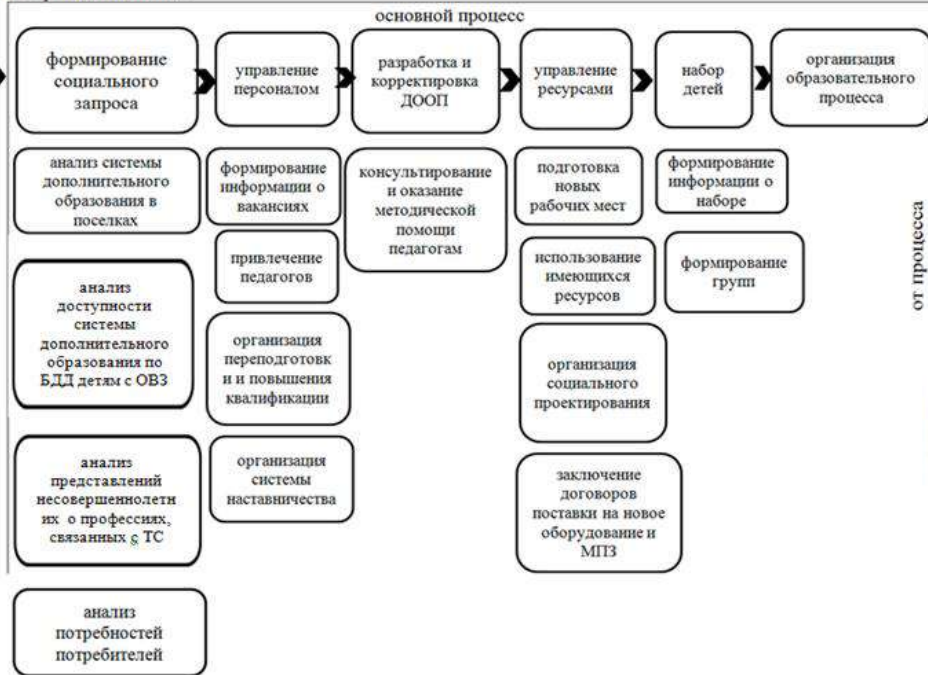 основной процесс
формирование
социального
запроса
управление
персоналом
разработка и
корректировка
ДООП
управление
ресурсами
набор
детей
организация
образовательного
процесса
анализ системы
дополнительного
образования в
поселках
анализ
доступности
системы
дополнительного
образования по
БДД детям с ОВЗ
анализ
представлений
несовершеннолетн
их о профессиях,
связанных с ТС
анализ
потребностей
потребителей
формирование
информации о
вакансиях
привлечение
педагогов
организация
переподготовк
и и повышения
квалификации
организация
системы
наставничества
консультирование
и оказание
методической
помощи
педагогам
подготовка
новых
рабочих мест
использование
имеющихся
ресурсов
организация
социального
проектирования
заключение
договоров
поставки на новое
оборудование и
МПЗ
формирование
информации о
наборе
формирование
групп
от процесса